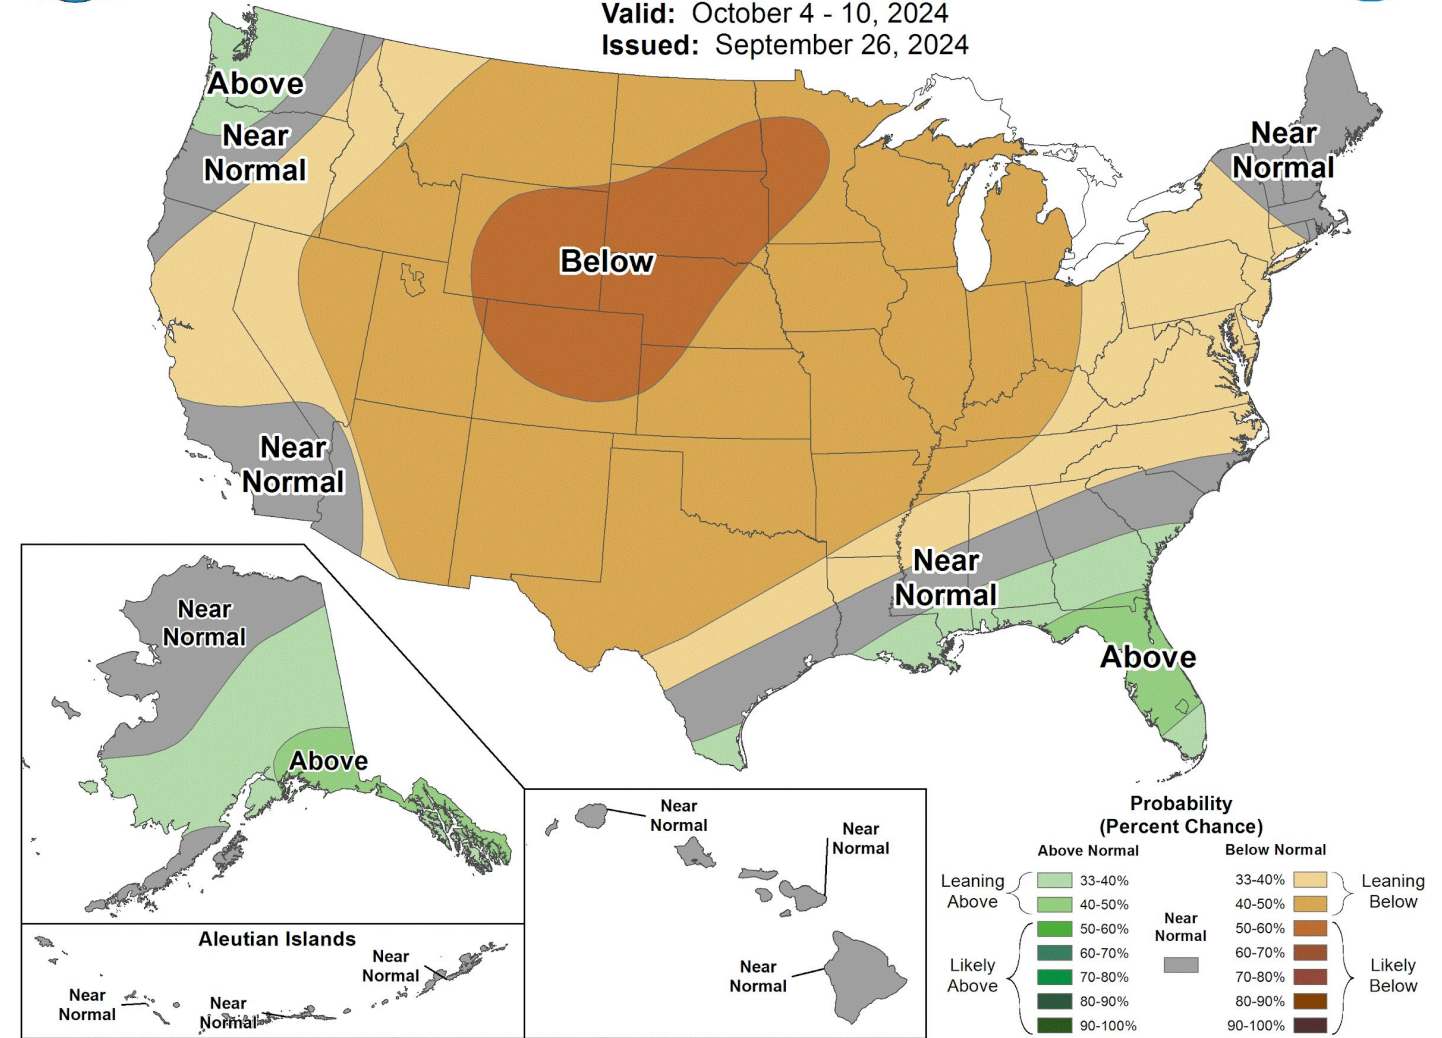 Valid: October 4 - 10, 2024
Issued: September 26, 2024
Above
Near
Normal
Near
Normal
Below
Near
Normal
Near
Normal
Above
Near
Normal
Above
Near
Normal
Near
Normal
Near
Normal
Aleutian Islands
Near
Normal
Near
Normal
Near
Normal
Probability
(Percent Chance)
Above Normal
Below Normal
Leaning
Above
33-40%
40-50%
Likely
Above
50-60%
60-70%
70-80%
80-90%
90-100%
Near
Normal
33-40%
40-50%
Leaning
Below
50-60%
60-70%
70-80%
80-90%
90-100%
Likely
Below